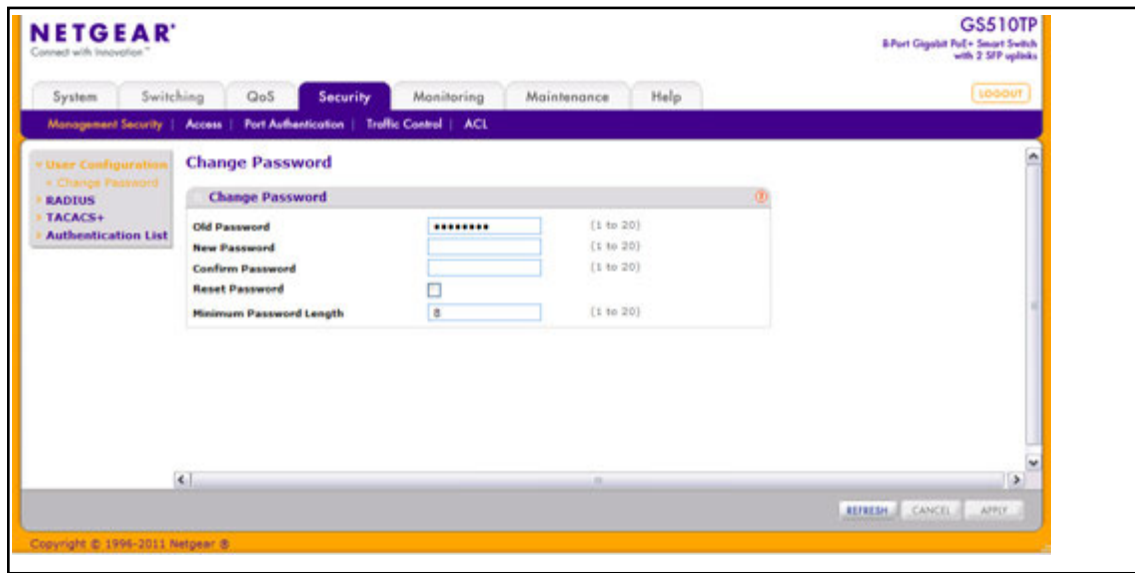 NETGEAR®
Connect with Innovation™
GS510TP
8-Port Gigabit PoE+ Smart Switch
with 2 SFP uplinks
System Switching QoS Security Monitoring Maintenance Help
LOGOUT
Management Security | Access | Port Authentication | Traffic Control | ACL
User Configuration
Change Password
RADIUS
TACACS+
Authentication List
Change Password
Change Password
Old Password •••••••• (1 to 20)
New Password (1 to 20)
Confirm Password (1 to 20)
Reset Password
Minimum Password Length 8 (1 to 20)
REFRESH CANCEL APPLY
Copyright © 1996-2011 Netgear ®